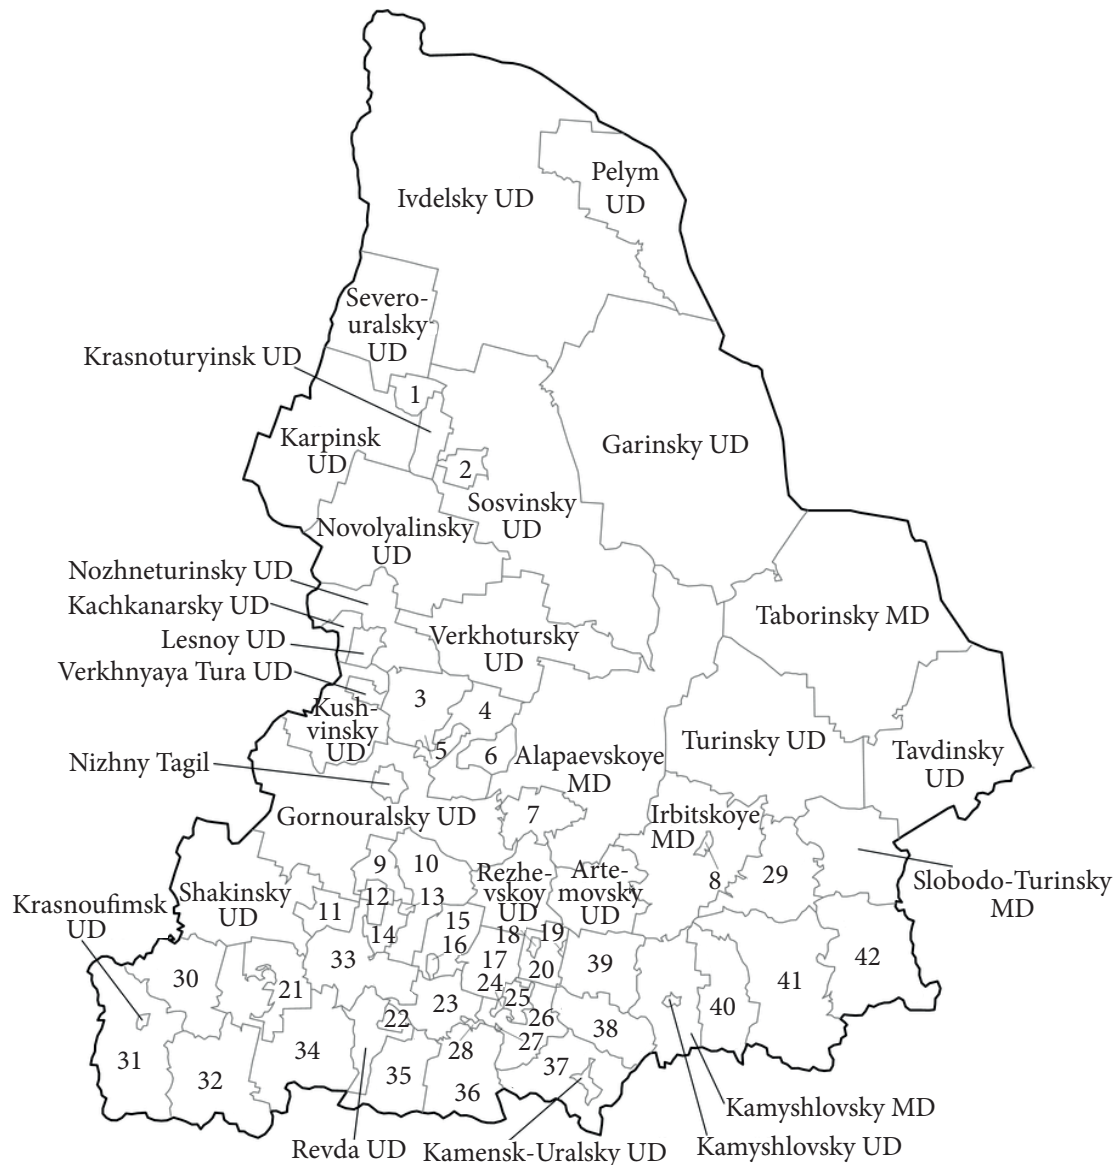 Pelym
UD
Ivdelsky UD
Severo-
uralsky-
UD
Krasnoturyinsk UD
1
Karpinsk
UD
Garinsky UD
2
Sosvinsky
UD
Novolyalinsky
UD
Nozhneturinsky UD
Kachkanarsky UD
Taborinsky MD
Lesnoy UD
Verkhotursky
UD
Verkhnyaya Tura UD
3
4
Kush-
vinsky
UD
5
6
Alapaevskoye
MD
Turinsky UD
Tavdinsky
UD
Nizhny Tagil
Gornouralsky UD
7
Irbitskoye
MD
9
10
Rezhe-
vskoy
UD
Arte-
movsky
UD
8
29
Slobodo-Turinsky
MD
Shakinsky
UD
Krasnoufimsk
UD
11
12
13
14
15
16
18
19
17
20
30
21
33
39
41
42
24
25
22
23
26
40
38
27
28
37
31
32
34
35
36
Kamyshlovsky MD
Revda UD
Kamensk-Uralsky UD
Kamyshlovsky UD